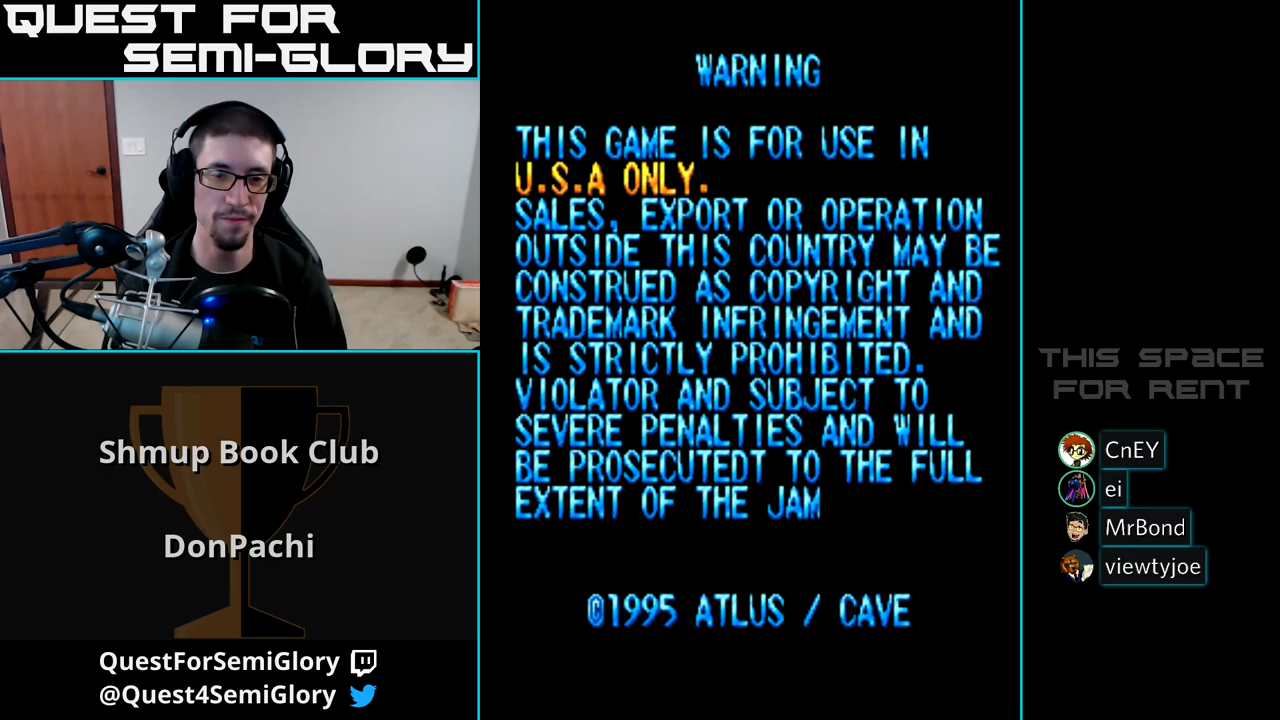 QUEST FOR
SEMI-GLORY
WARNING
THIS GAME IS FOR USE IN
U.S.A ONLY.
SALES, EXPORT OR OPERATION
OUTSIDE THIS COUNTRY MAY BE
CONSTRUED AS COPYRIGHT AND
TRADEMARK INFRINGEMENT AND
IS STRICTLY PROHIBITED.
VIOLATOR AND SUBJECT TO
SEVERE PENALTIES AND WILL
BE PROSECUTEDT TO THE FULL
EXTENT OF THE JAM
©1995 ATLUS / CAVE
Shmup Book Club
DonPachi
QuestForSemiGlory
@Quest4SemiGlory
THIS SPACE
FOR RENT
CnEY
ei
MrBond
viewtyjoe